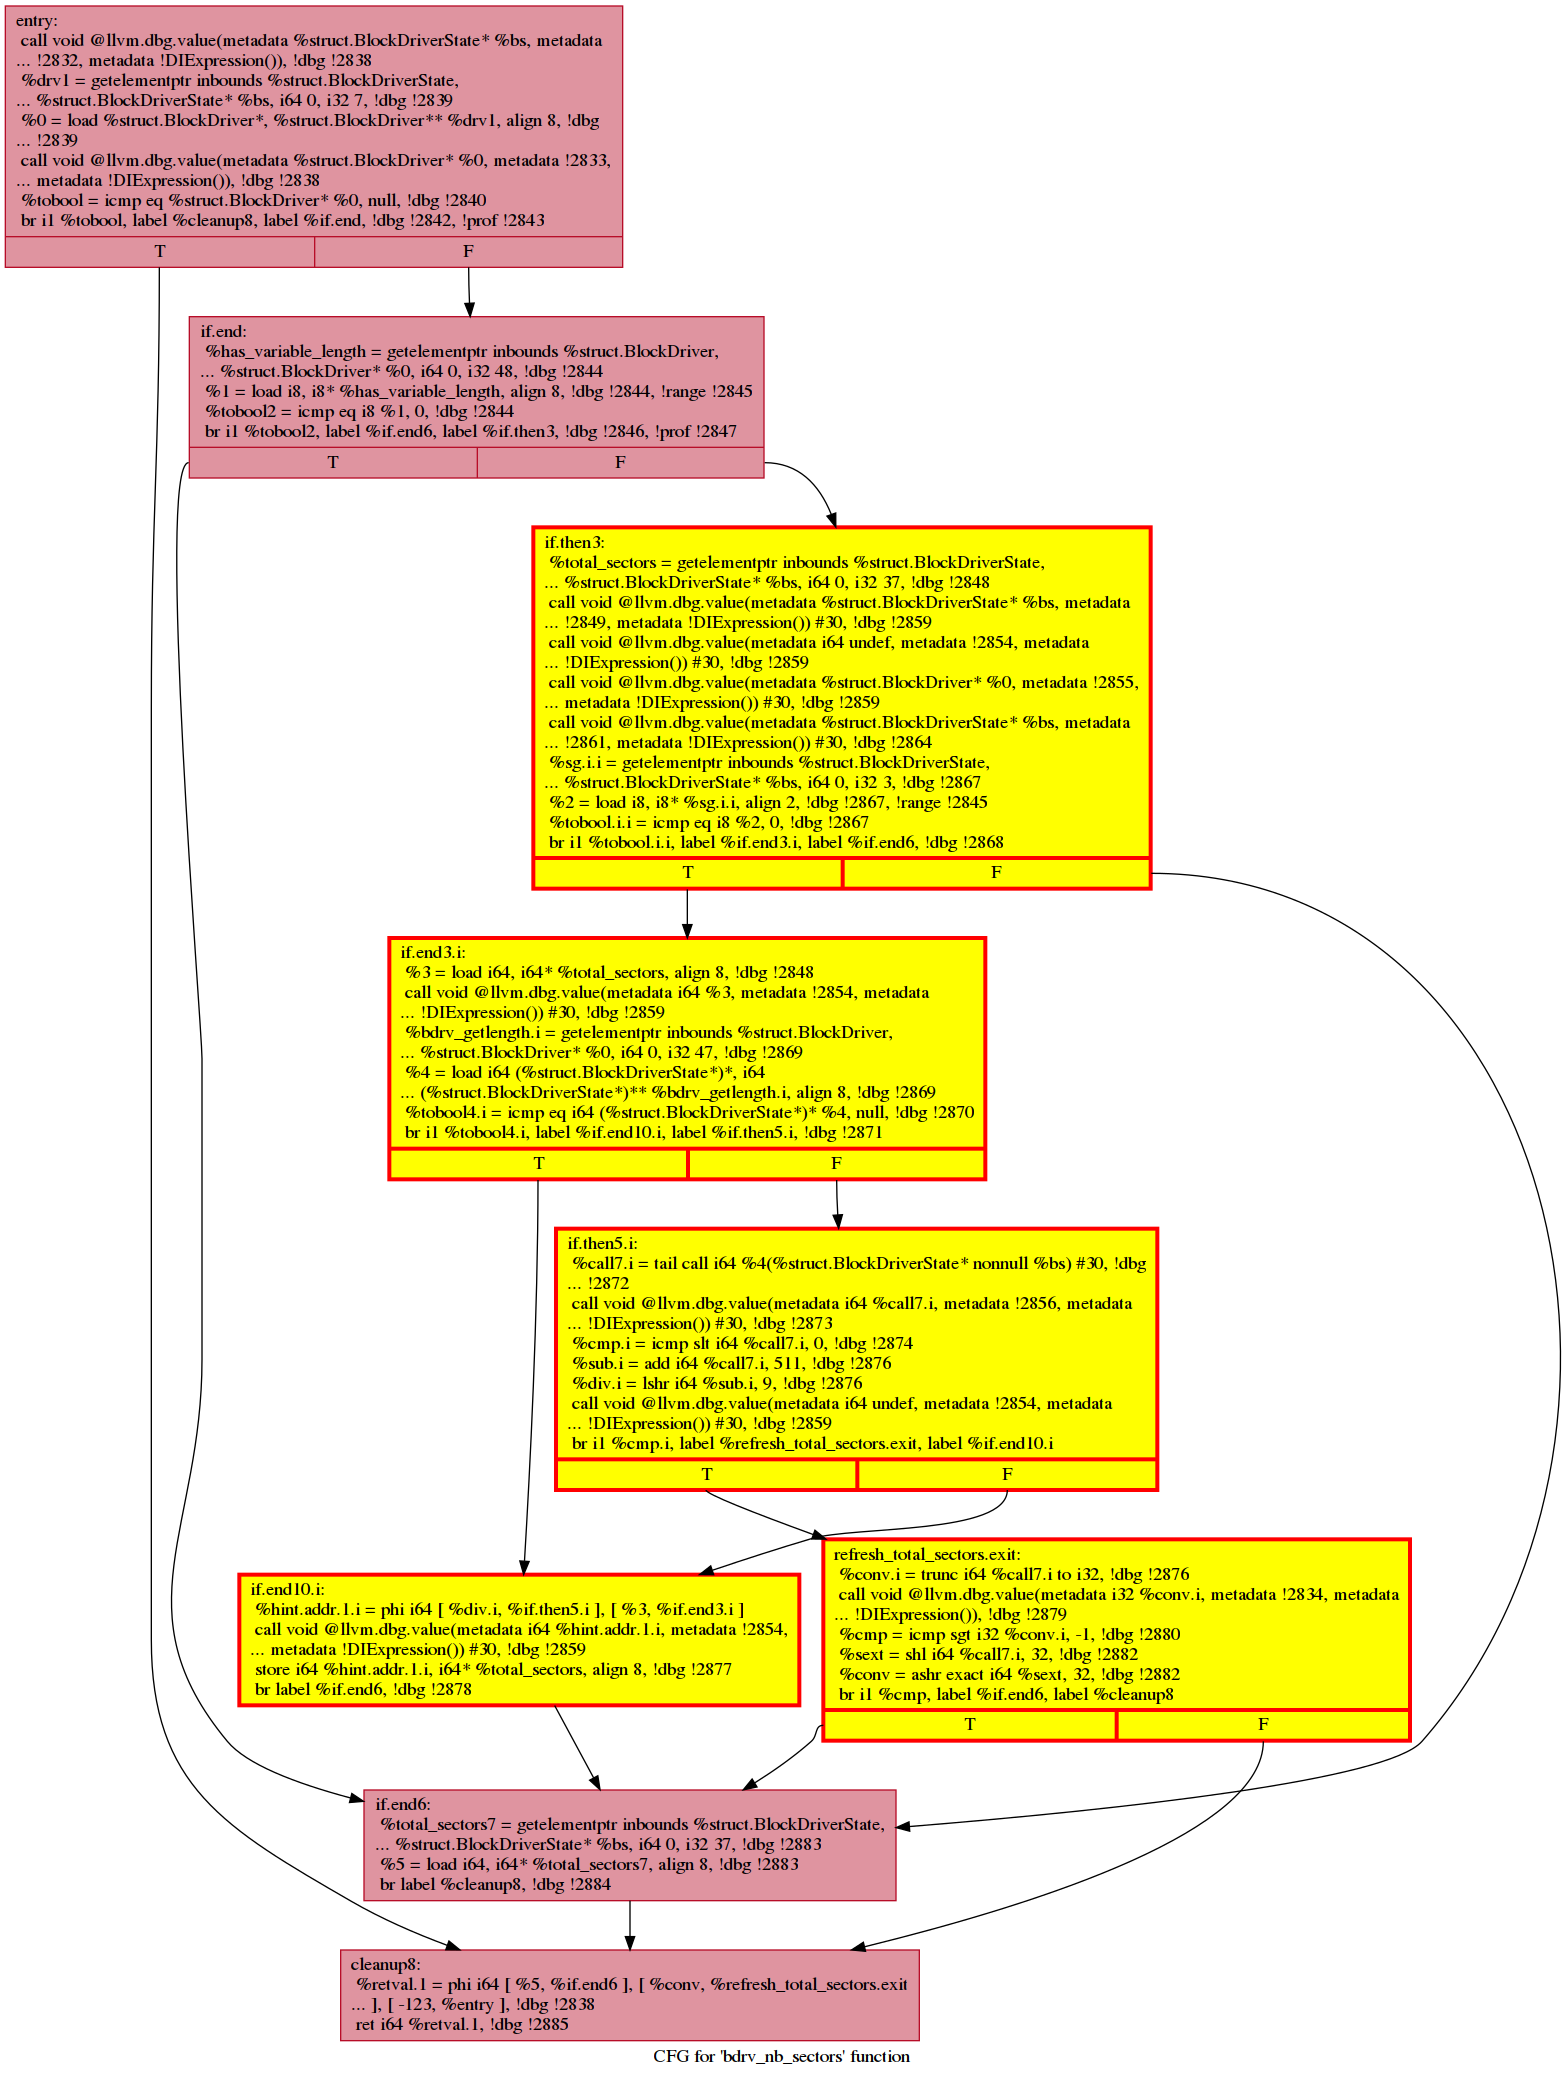 entry:
call void @llvm.dbg.value(metadata %struct.BlockDriverState* %bs, metadata
... !2832, metadata !DIExpression()), !dbg !2838
%drv1 = getelementptr inbounds %struct.BlockDriverState,
... %struct.BlockDriverState* %bs, i64 0, i32 7, !dbg !2839
%0 = load %struct.BlockDriver*, %struct.BlockDriver** %drv1, align 8, !dbg
... !2839
call void @llvm.dbg.value(metadata %struct.BlockDriver* %0, metadata !2833,
... metadata !DIExpression()), !dbg !2838
%tobool = icmp eq %struct.BlockDriver* %0, null, !dbg !2840
br i1 %tobool, label %cleanup8, label %if.end, !dbg !2842, !prof !2843
T F
if.end:
%has_variable_length = getelementptr inbounds %struct.BlockDriver,
... %struct.BlockDriver* %0, i64 0, i32 48, !dbg !2844
%1 = load i8, i8* %has_variable_length, align 8, !dbg !2844, !range !2845
%tobool2 = icmp eq i8 %1, 0, !dbg !2844
br i1 %tobool2, label %if.end6, label %if.then3, !dbg !2846, !prof !2847
T F
if.then3:
%total_sectors = getelementptr inbounds %struct.BlockDriverState,
... %struct.BlockDriverState* %bs, i64 0, i32 37, !dbg !2848
call void @llvm.dbg.value(metadata %struct.BlockDriverState* %bs, metadata
... !2849, metadata !DIExpression()) #30, !dbg !2859
call void @llvm.dbg.value(metadata i64 undef, metadata !2854, metadata
... !DIExpression()) #30, !dbg !2859
call void @llvm.dbg.value(metadata %struct.BlockDriver* %0, metadata !2855,
... metadata !DIExpression()) #30, !dbg !2859
call void @llvm.dbg.value(metadata %struct.BlockDriverState* %bs, metadata
... !2861, metadata !DIExpression()) #30, !dbg !2864
%sg.i.i = getelementptr inbounds %struct.BlockDriverState,
... %struct.BlockDriverState* %bs, i64 0, i32 3, !dbg !2867
%2 = load i8, i8* %sg.i.i, align 2, !dbg !2867, !range !2845
%tobool.i.i = icmp eq i8 %2, 0, !dbg !2867
br i1 %tobool.i.i, label %if.end3.i, label %if.end6, !dbg !2868
T F
if.end3.i:
%3 = load i64, i64* %total_sectors, align 8, !dbg !2848
call void @llvm.dbg.value(metadata i64 %3, metadata !2854, metadata
... !DIExpression()) #30, !dbg !2859
%bdrv_getlength.i = getelementptr inbounds %struct.BlockDriver,
... %struct.BlockDriver* %0, i64 0, i32 47, !dbg !2869
%4 = load i64 (%struct.BlockDriverState*)*, i64
... (%struct.BlockDriverState*)** %bdrv_getlength.i, align 8, !dbg !2869
%tobool4.i = icmp eq i64 (%struct.BlockDriverState*)* %4, null, !dbg !2870
br i1 %tobool4.i, label %if.end10.i, label %if.then5.i, !dbg !2871
T F
if.then5.i:
%call7.i = tail call i64 %4(%struct.BlockDriverState* nonnull %bs) #30, !dbg
... !2872
call void @llvm.dbg.value(metadata i64 %call7.i, metadata !2856, metadata
... !DIExpression()) #30, !dbg !2873
%cmp.i = icmp slt i64 %call7.i, 0, !dbg !2874
%sub.i = add i64 %call7.i, 511, !dbg !2876
%div.i = lshr i64 %sub.i, 9, !dbg !2876
call void @llvm.dbg.value(metadata i64 undef, metadata !2854, metadata
... !DIExpression()) #30, !dbg !2859
br i1 %cmp.i, label %refresh_total_sectors.exit, label %if.end10.i
T F
refresh_total_sectors.exit:
%conv.i = trunc i64 %call7.i to i32, !dbg !2876
call void @llvm.dbg.value(metadata i32 %conv.i, metadata !2834, metadata
... !DIExpression()), !dbg !2879
%cmp = icmp sgt i32 %conv.i, -1, !dbg !2880
%sext = shl i64 %call7.i, 32, !dbg !2882
%conv = ashr exact i64 %sext, 32, !dbg !2882
br i1 %cmp, label %if.end6, label %cleanup8
T F
if.end10.i:
%hint.addr.1.i = phi i64 [ %div.i, %if.then5.i ], [ %3, %if.end3.i ]
call void @llvm.dbg.value(metadata i64 %hint.addr.1.i, metadata !2854,
... metadata !DIExpression()) #30, !dbg !2859
store i64 %hint.addr.1.i, i64* %total_sectors, align 8, !dbg !2877
br label %if.end6, !dbg !2878
if.end6:
%total_sectors7 = getelementptr inbounds %struct.BlockDriverState,
... %struct.BlockDriverState* %bs, i64 0, i32 37, !dbg !2883
%5 = load i64, i64* %total_sectors7, align 8, !dbg !2883
br label %cleanup8, !dbg !2884
cleanup8:
%retval.1 = phi i64 [ %5, %if.end6 ], [ %conv, %refresh_total_sectors.exit
... ], [ -123, %entry ], !dbg !2838
ret i64 %retval.1, !dbg !2885
CFG for 'bdrv_nb_sectors' function